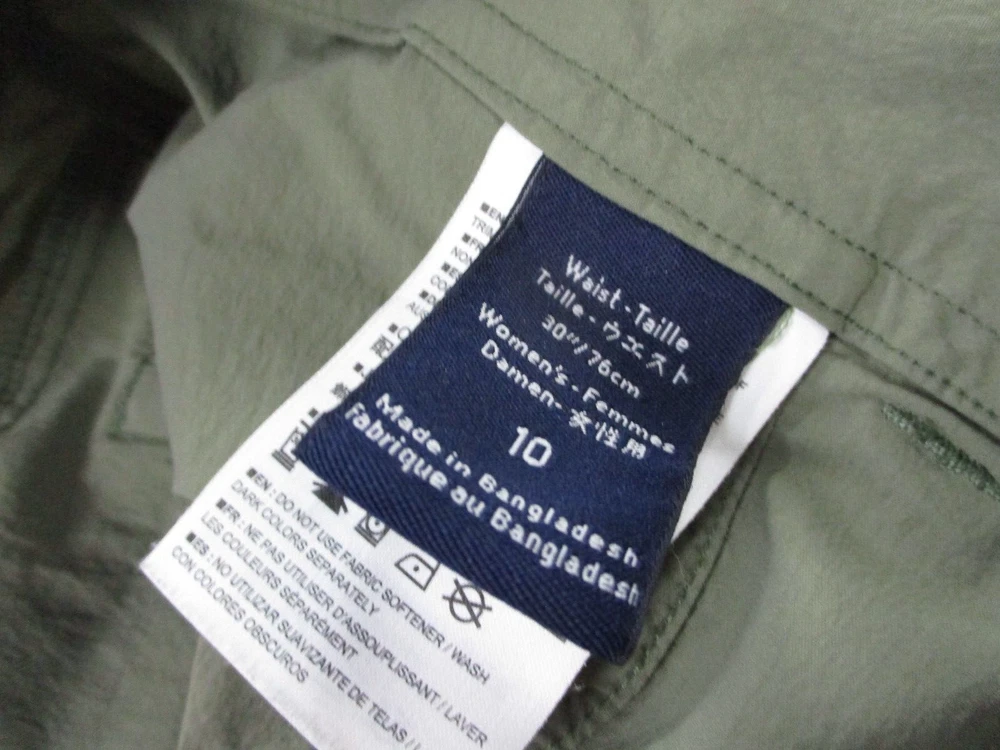 Waist - Taille
Taille - ウエスト
30"/76cm
Women's - Femmes
Damen - 女性用
10
Made in Bangladesh
Fabrique au Bangladesh
■EN : DO NOT USE FABRIC SOFTENER / WASH
DARK COLORS SEPARATELY
■FR : NE PAS UTILISER D'ASSOUPLISSANT / LAVER
LES COULEURS SÉPARÉMENT
■ES : NO UTILIZAR SUAVIZANTE DE TELAS /
CON COLORES OBSCUROS